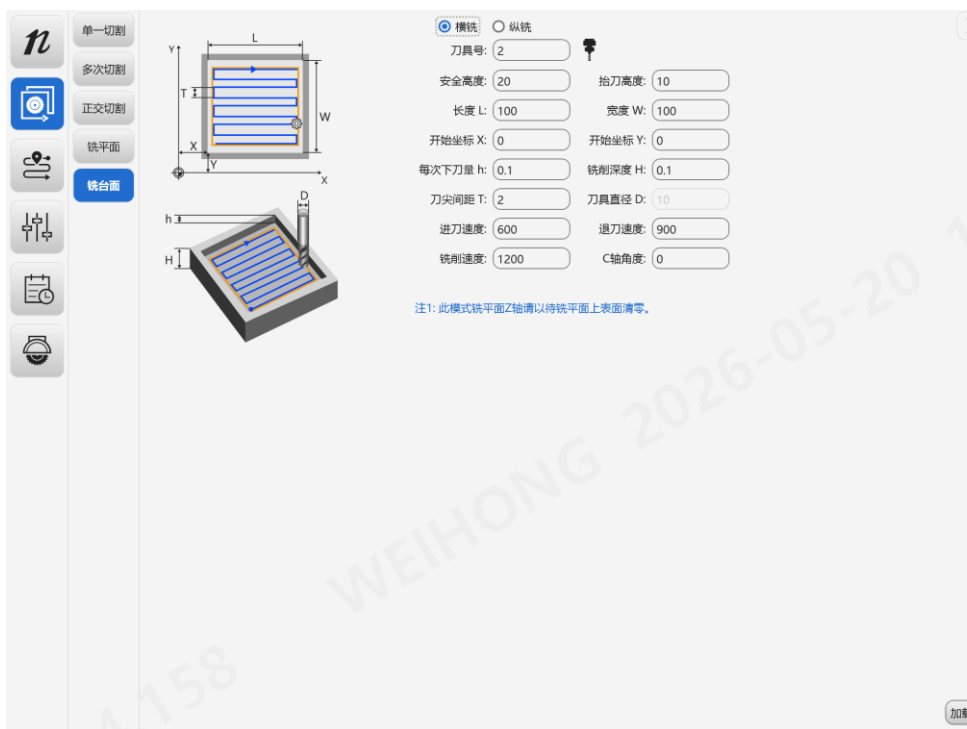 n
单一切割
多次切割
正交切割
铣平面
铣台面
Y
L
T
W
X
Y
X
D
h
H
横铣 纵铣
刀具号: 2
安全高度: 20 抬刀高度: 10
长度 L: 100 宽度 W: 100
开始坐标 X: 0 开始坐标 Y: 0
每次下刀量 h: 0.1 铣削深度 H: 0.1
刀尖间距 T: 2 刀具直径 D: 10
进刀速度: 600 退刀速度: 900
铣削速度: 1200 C轴角度: 0
注1: 此模式铣平面Z轴请以待铣平面上表面清零。
WEIHONG 2026-05-20 1
4158
加载